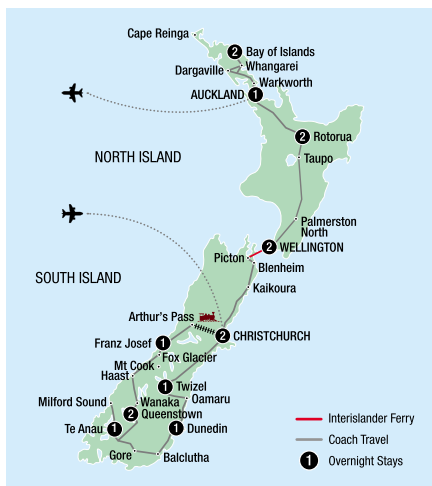 Cape Reinga
2
Bay of Islands
Whangarei
Dargaville
Warkworth
AUCKLAND
1
2
Rotorua
Taupo
NORTH ISLAND
Palmerston
North
2
WELLINGTON
Picton
Blenheim
SOUTH ISLAND
Kaikoura
Arthur's Pass
2
CHRISTCHURCH
Franz Josef
1
Fox Glacier
Mt Cook
Haast
1
Twizel
Oamaru
Milford Sound
Wanaka
2
Queenstown
Te Anau
1
1
Dunedin
Gore
Balclutha
Interislander Ferry
Coach Travel
1
Overnight Stays